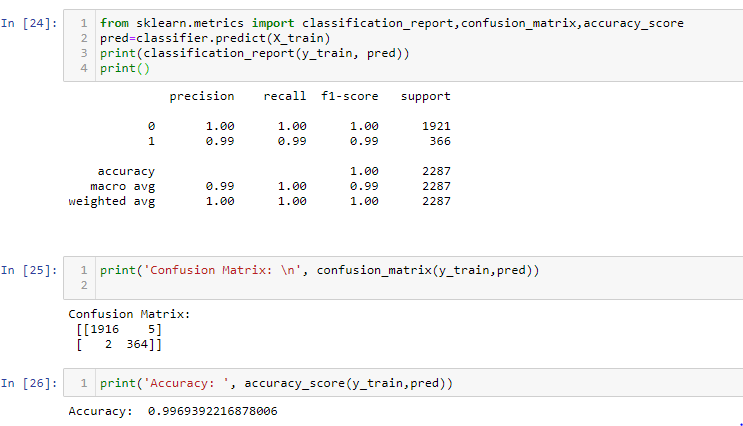 In [24]: 1 from sklearn.metrics import classification_report,confusion_matrix,accuracy_score
2 pred=classifier.predict(X_train)
3 print(classification_report(y_train, pred))
4 print()
precision recall f1-score support
0 1.00 1.00 1.00 1921
1 0.99 0.99 0.99 366
accuracy 1.00 2287
macro avg 0.99 1.00 0.99 2287
weighted avg 1.00 1.00 1.00 2287
In [25]: 1 print('Confusion Matrix: \n', confusion_matrix(y_train,pred))
2
Confusion Matrix:
[[1916 5]
[ 2 364]]
In [26]: 1 print('Accuracy: ', accuracy_score(y_train,pred))
Accuracy: 0.9969392216878006